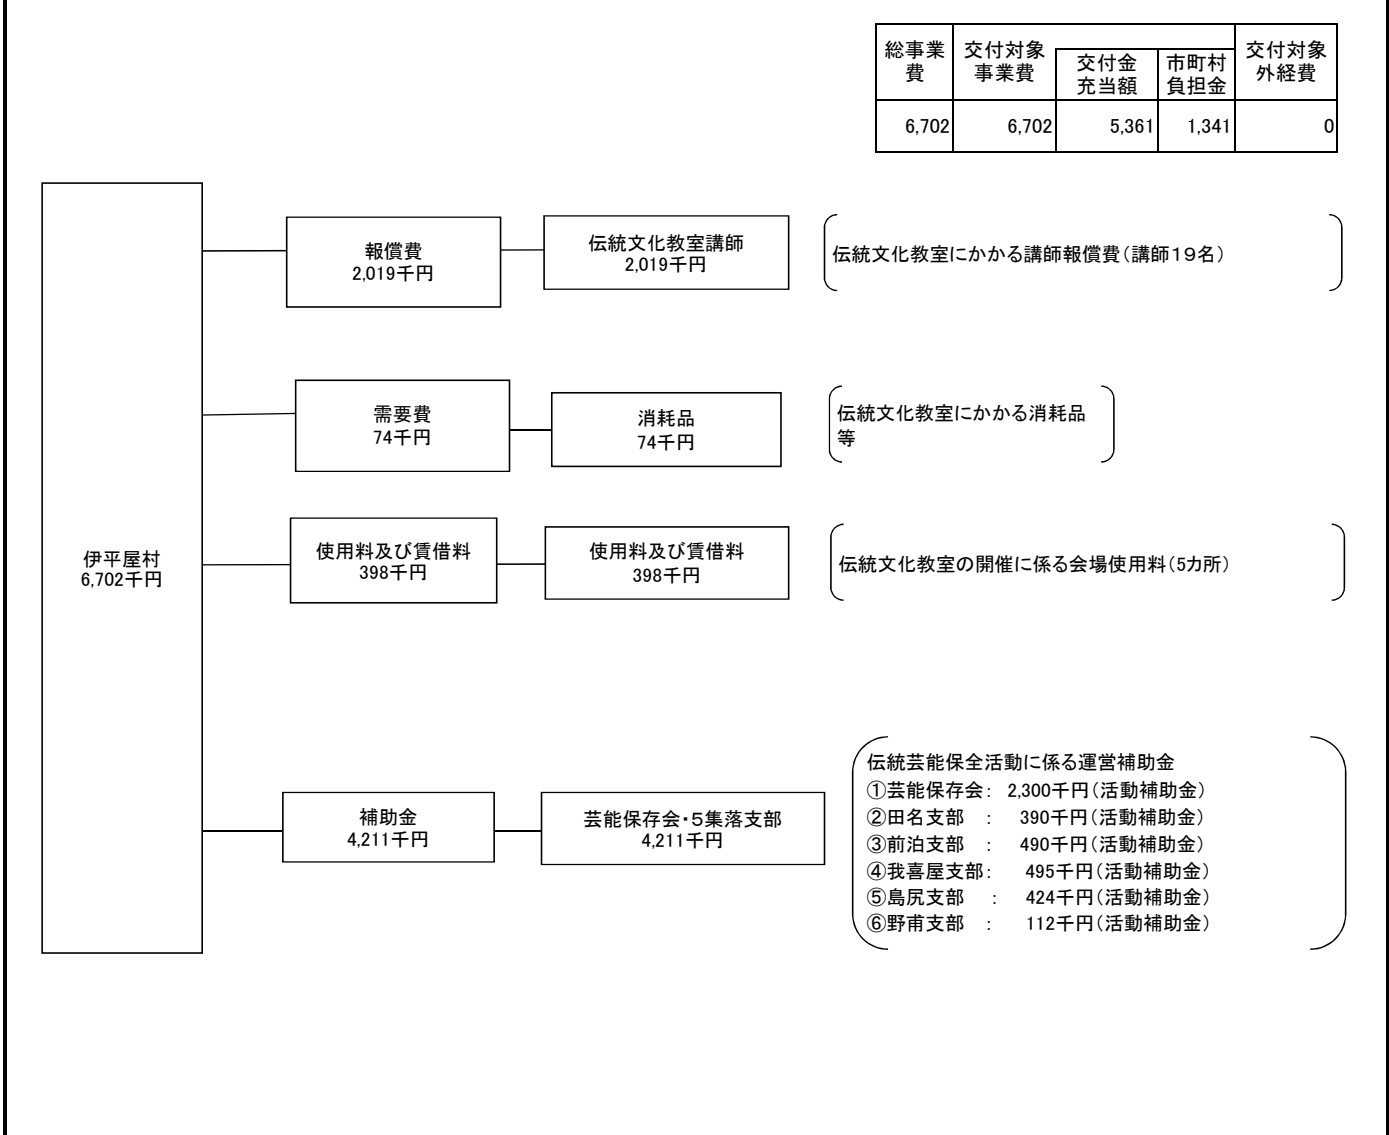 総事業費
交付対象事業費
交付金充当額
市町村負担金
交付対象外経費
6,702
6,702
5,361
1,341
0
伊平屋村
6,702千円
報償費
2,019千円
伝統文化教室講師
2,019千円
伝統文化教室にかかる講師報償費（講師１９名）
需要費
74千円
消耗品
74千円
伝統文化教室にかかる消耗品
等
使用料及び賃借料
398千円
使用料及び賃借料
398千円
伝統文化教室の開催に係る会場使用料（5カ所）
補助金
4,211千円
芸能保存会・５集落支部
4,211千円
伝統芸能保全活動に係る運営補助金
①芸能保存会： 2,300千円（活動補助金）
②田名支部 ： 390千円（活動補助金）
③前泊支部 ： 490千円（活動補助金）
④我喜屋支部： 495千円（活動補助金）
⑤島尻支部 ： 424千円（活動補助金）
⑥野甫支部 ： 112千円（活動補助金）